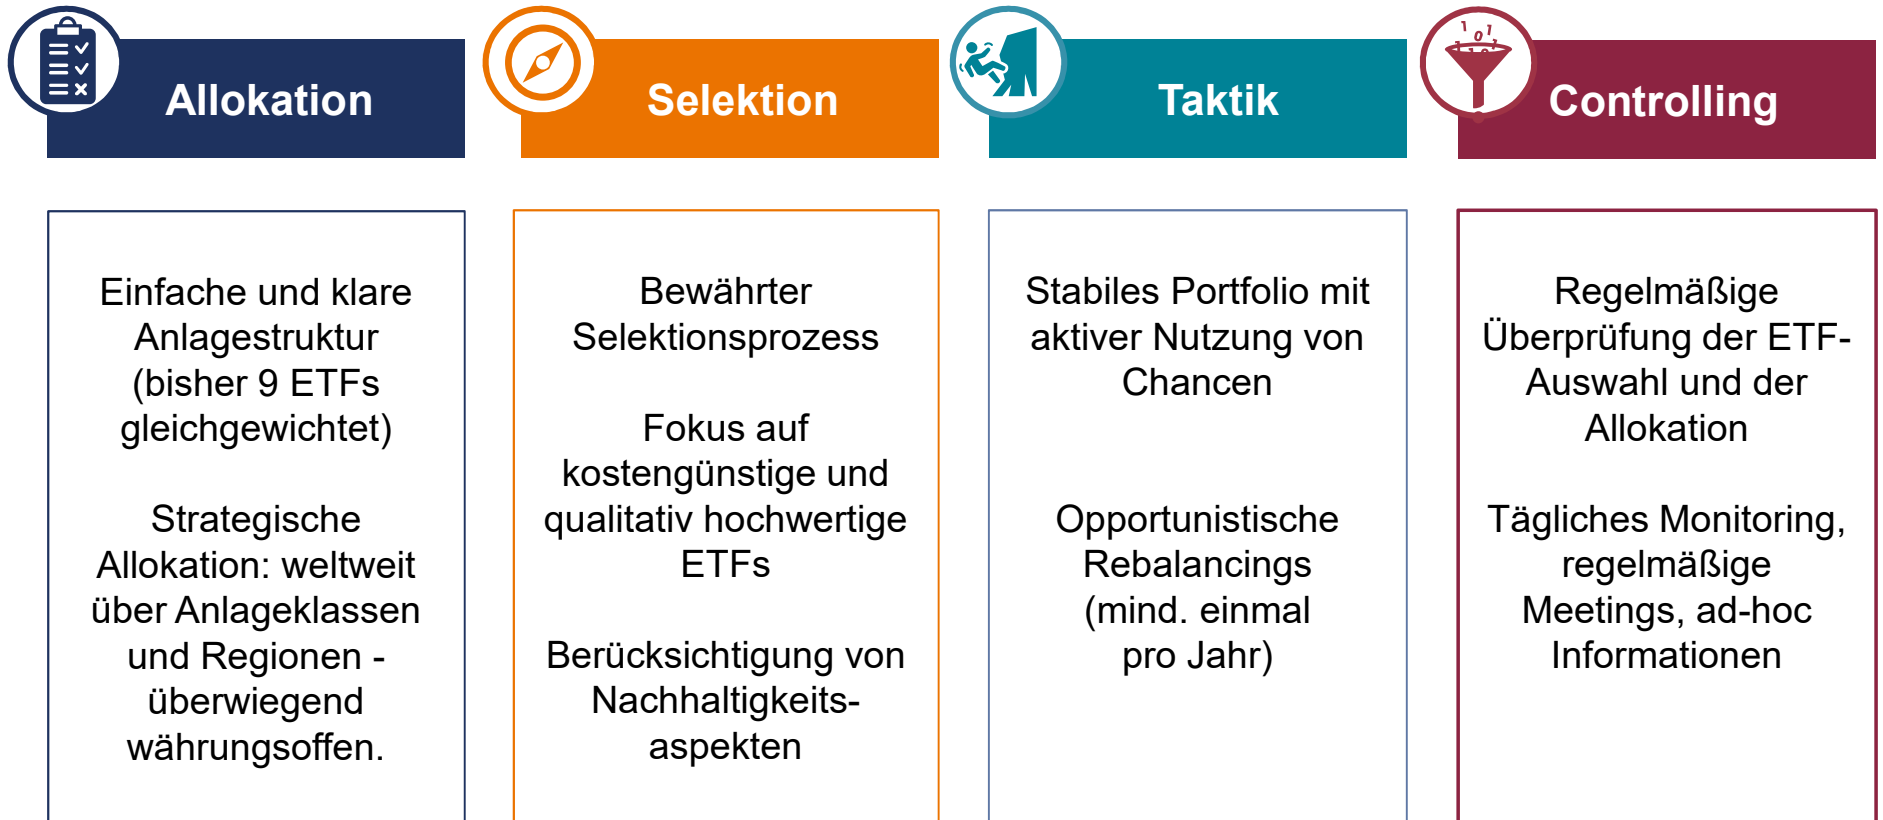 Allokation
Einfache und klare
Anlagestruktur
(bisher 9 ETFs
gleichgewichtet)
Strategische
Allokation: weltweit
über Anlageklassen
und Regionen -
überwiegend
währungsoffen.
Selektion
Bewährter
Selektionsprozess
Fokus auf
kostengünstige und
qualitativ hochwertige
ETFs
Berücksichtigung von
Nachhaltigkeits-
aspekten
Taktik
Stabiles Portfolio mit
aktiver Nutzung von
Chancen
Opportunistische
Rebalancings
(mind. einmal
pro Jahr)
Controlling
Regelmäßige
Überprüfung der ETF-
Auswahl und der
Allokation
Tägliches Monitoring,
regelmäßige
Meetings, ad-hoc
Informationen